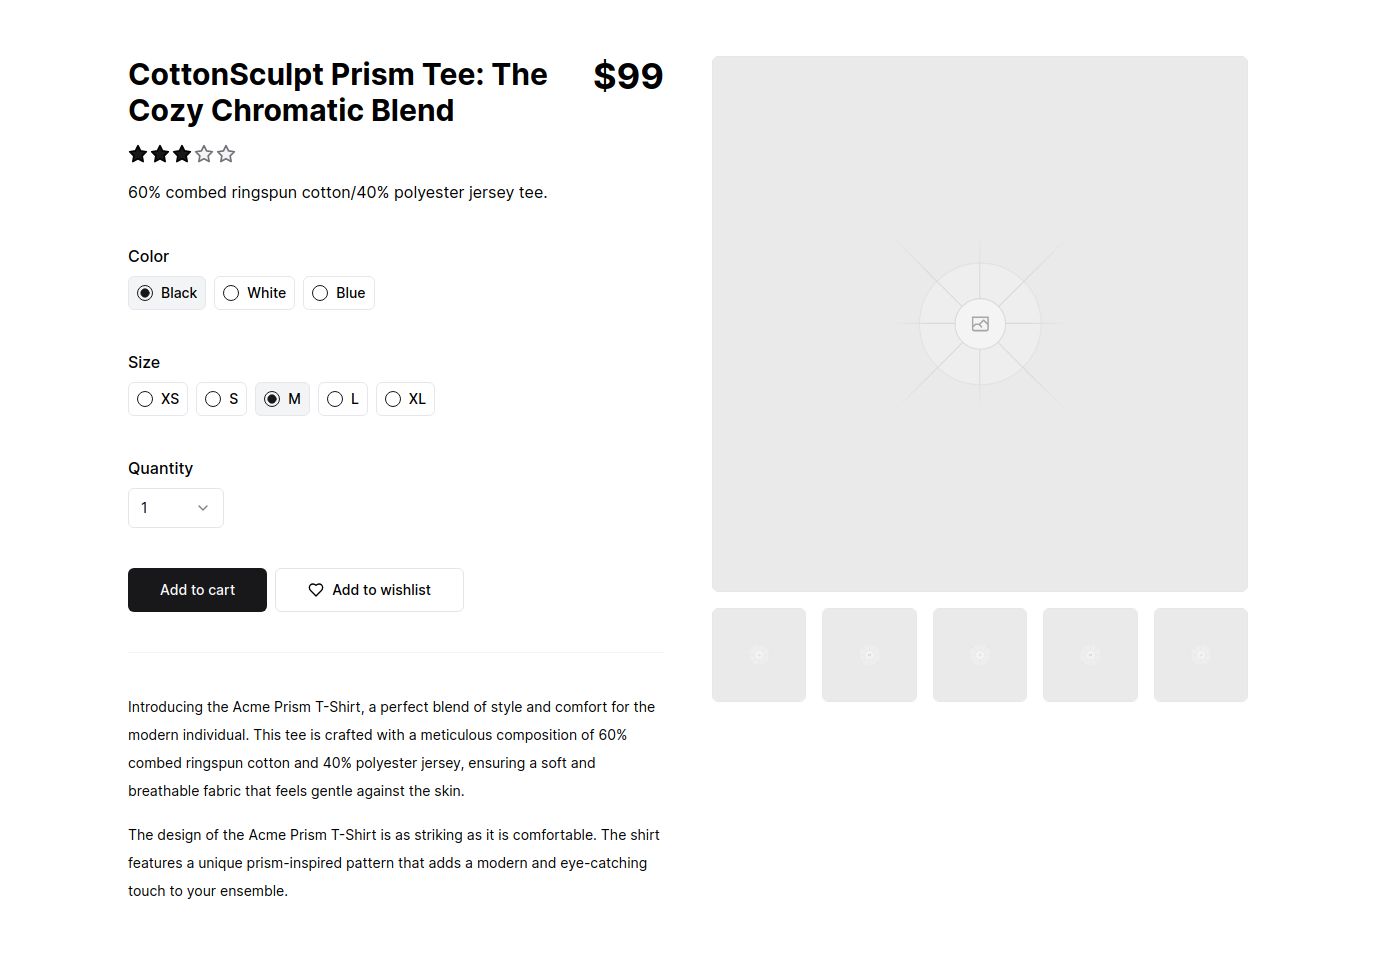 CottonSculpt Prism Tee: The
Cozy Chromatic Blend
$99
60% combed ringspun cotton/40% polyester jersey tee.
Color
Black
White
Blue
Size
XS
S
M
L
XL
Quantity
1
Add to cart
Add to wishlist
Introducing the Acme Prism T-Shirt, a perfect blend of style and comfort for the
modern individual. This tee is crafted with a meticulous composition of 60%
combed ringspun cotton and 40% polyester jersey, ensuring a soft and
breathable fabric that feels gentle against the skin.
The design of the Acme Prism T-Shirt is as striking as it is comfortable. The shirt
features a unique prism-inspired pattern that adds a modern and eye-catching
touch to your ensemble.